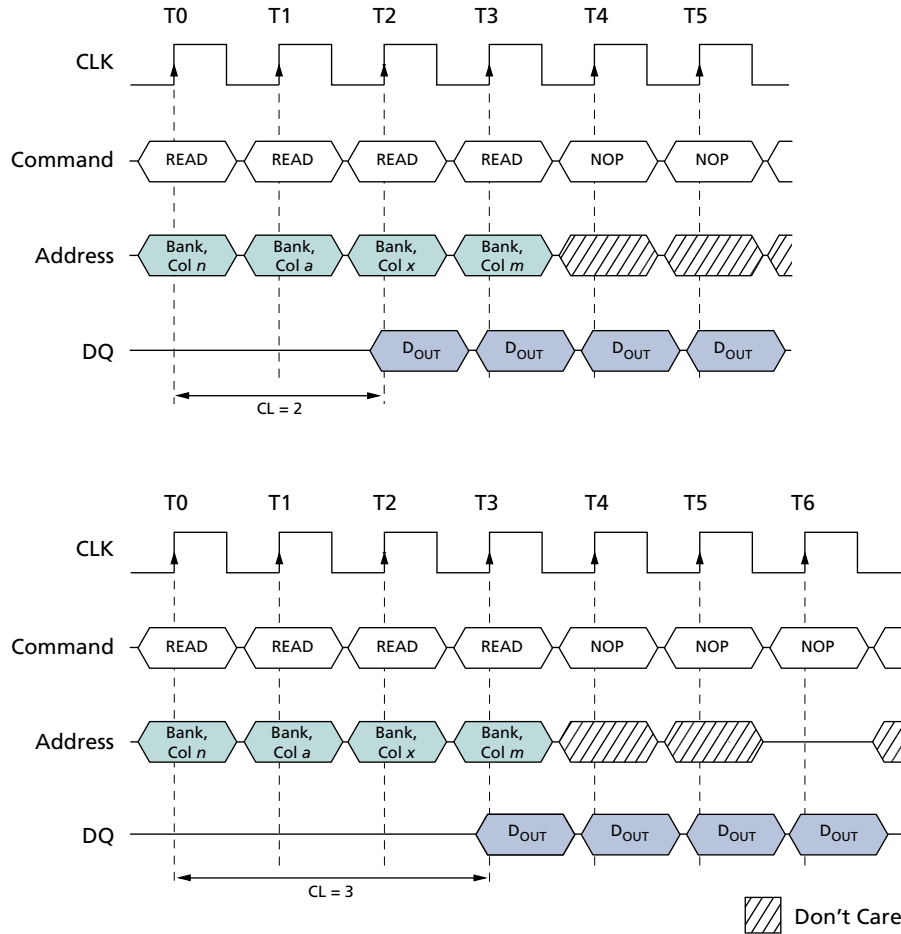 T0 T1 T2 T3 T4 T5
CLK
Command READ READ READ READ NOP NOP
Address Bank, Col n Bank, Col a Bank, Col x Bank, Col m
DQ DOUT DOUT DOUT DOUT
CL = 2
T0 T1 T2 T3 T4 T5 T6
CLK
Command READ READ READ READ NOP NOP NOP
Address Bank, Col n Bank, Col a Bank, Col x Bank, Col m
DQ DOUT DOUT DOUT DOUT
CL = 3
Don't Care